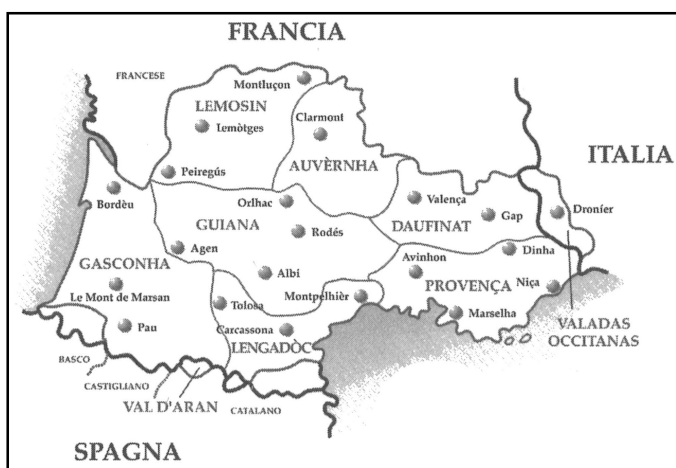 FRANCIA
FRANCESE
Montluçon
LEMOSIN
Lemòtges
Clarmont
AUVÈRNHA
ITALIA
Peiregús
Bordèu
Orlhac
Valença
GUIANA
DAUFINAT
Gap
Droníer
Rodés
Agen
Avinhon
Dinha
GASCONHA
Albi
PROVENÇA
Niça
Le Mont de Marsan
Tolosa
Montpelhièr
Marselha
Pau
Carcassona
LENGADÒC
VALADAS
OCCITANAS
BASCO
CASTIGLIANO
VAL D'ARAN
CATALANO
SPAGNA